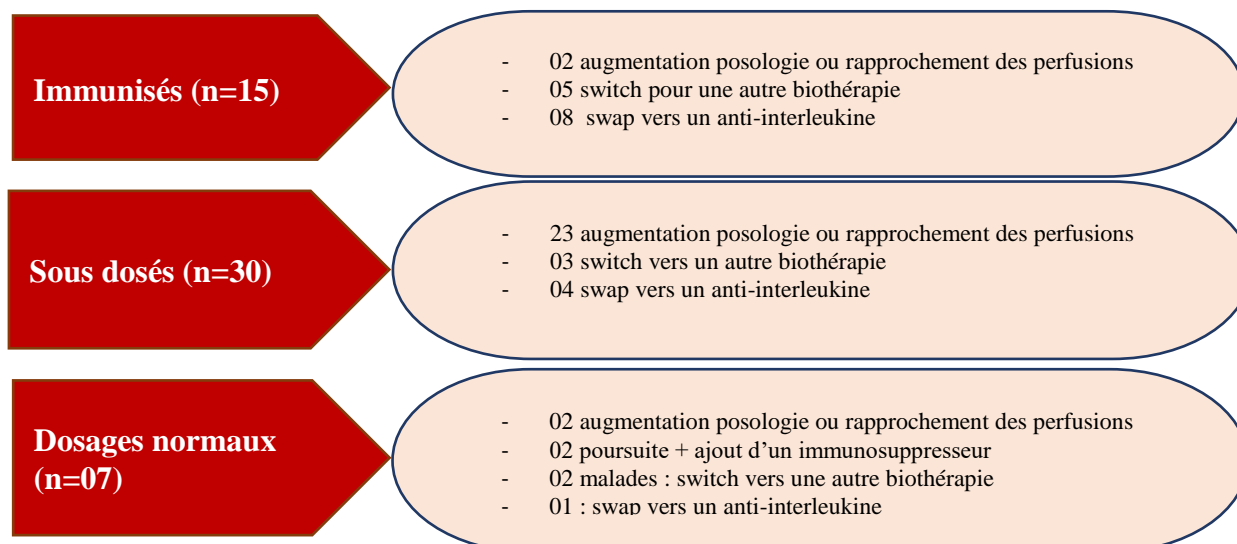 Immunisés (n=15)
- 02 augmentation posologie ou rapprochement des perfusions
- 05 switch pour une autre biothérapie
- 08 swap vers un anti-interleukine
Sous dosés (n=30)
- 23 augmentation posologie ou rapprochement des perfusions
- 03 switch vers un autre biothérapie
- 04 swap vers un anti-interleukine
Dosages normaux
(n=07)
- 02 augmentation posologie ou rapprochement des perfusions
- 02 poursuite + ajout d’un immunosuppresseur
- 02 malades : switch vers une autre biothérapie
- 01 : swap vers un anti-interleukine